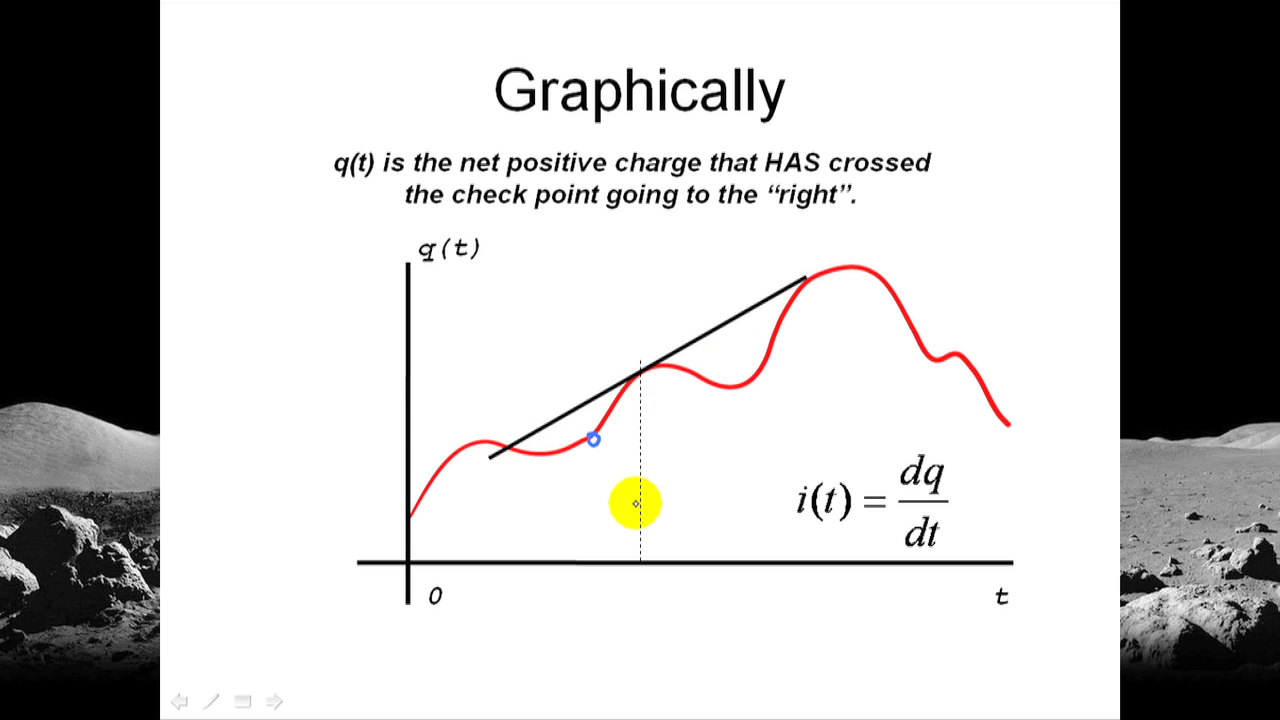 Graphically
q(t) is the net positive charge that HAS crossed
the check point going to the “right”.
q(t)
i(t) = dq/dt
0
t